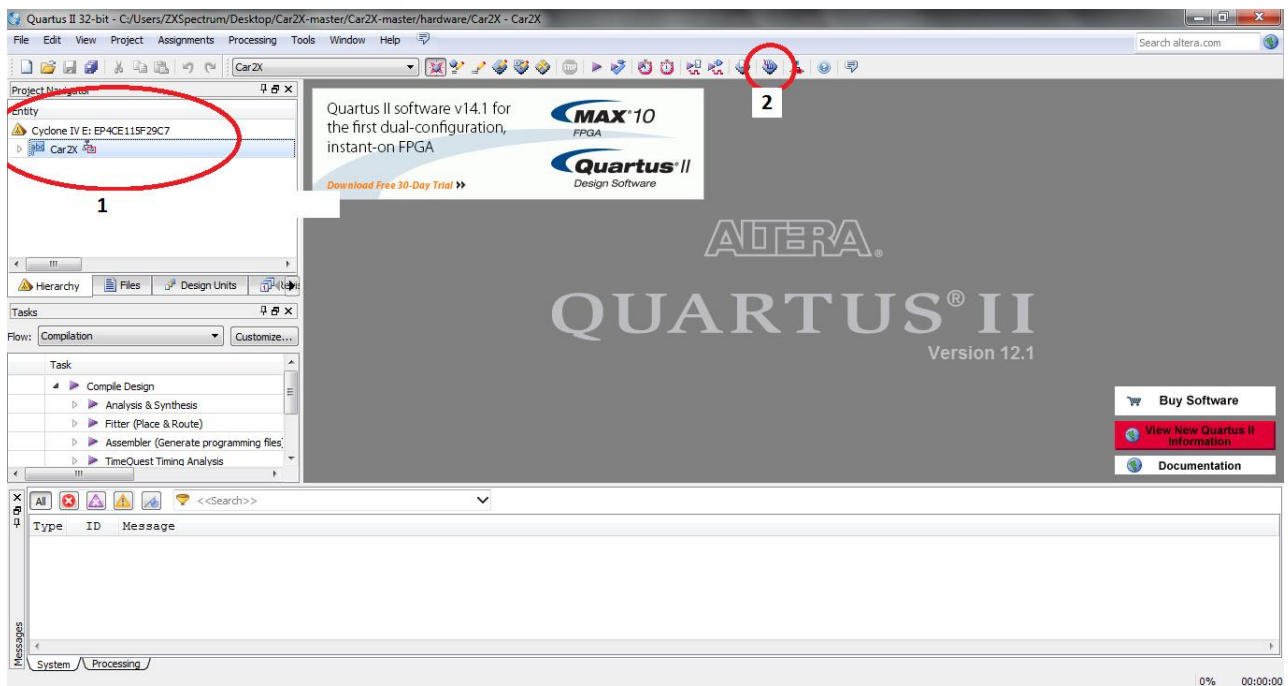 Quartus II 32-bit - C:/Users/ZXSpectrum/Desktop/Car2X-master/Car2X-master/hardware/Car2X - Car2X
File Edit View Project Assignments Processing Tools Window Help
Search altera.com
Car2X
2
Project Navigator
Entity
Cyclone IV E: EP4CE115F29C7
Car2X
1
Quartus II software v14.1 for
the first dual-configuration,
instant-on FPGA
Download Free 30-Day Trial >>
MAX 10
FPGA
Quartus II
Design Software
Hierarchy Files Design Units
Tasks
Flow: Compilation Customize...
Task
Compile Design
Analysis & Synthesis
Fitter (Place & Route)
Assembler (Generate programming files)
TimeQuest Timing Analysis
ALTERA®
QUARTUS® II
Version 12.1
Buy Software
View New Quartus II
Information
Documentation
All <<Search>>
Type ID Message
Messages
System Processing
0% 00:00:00